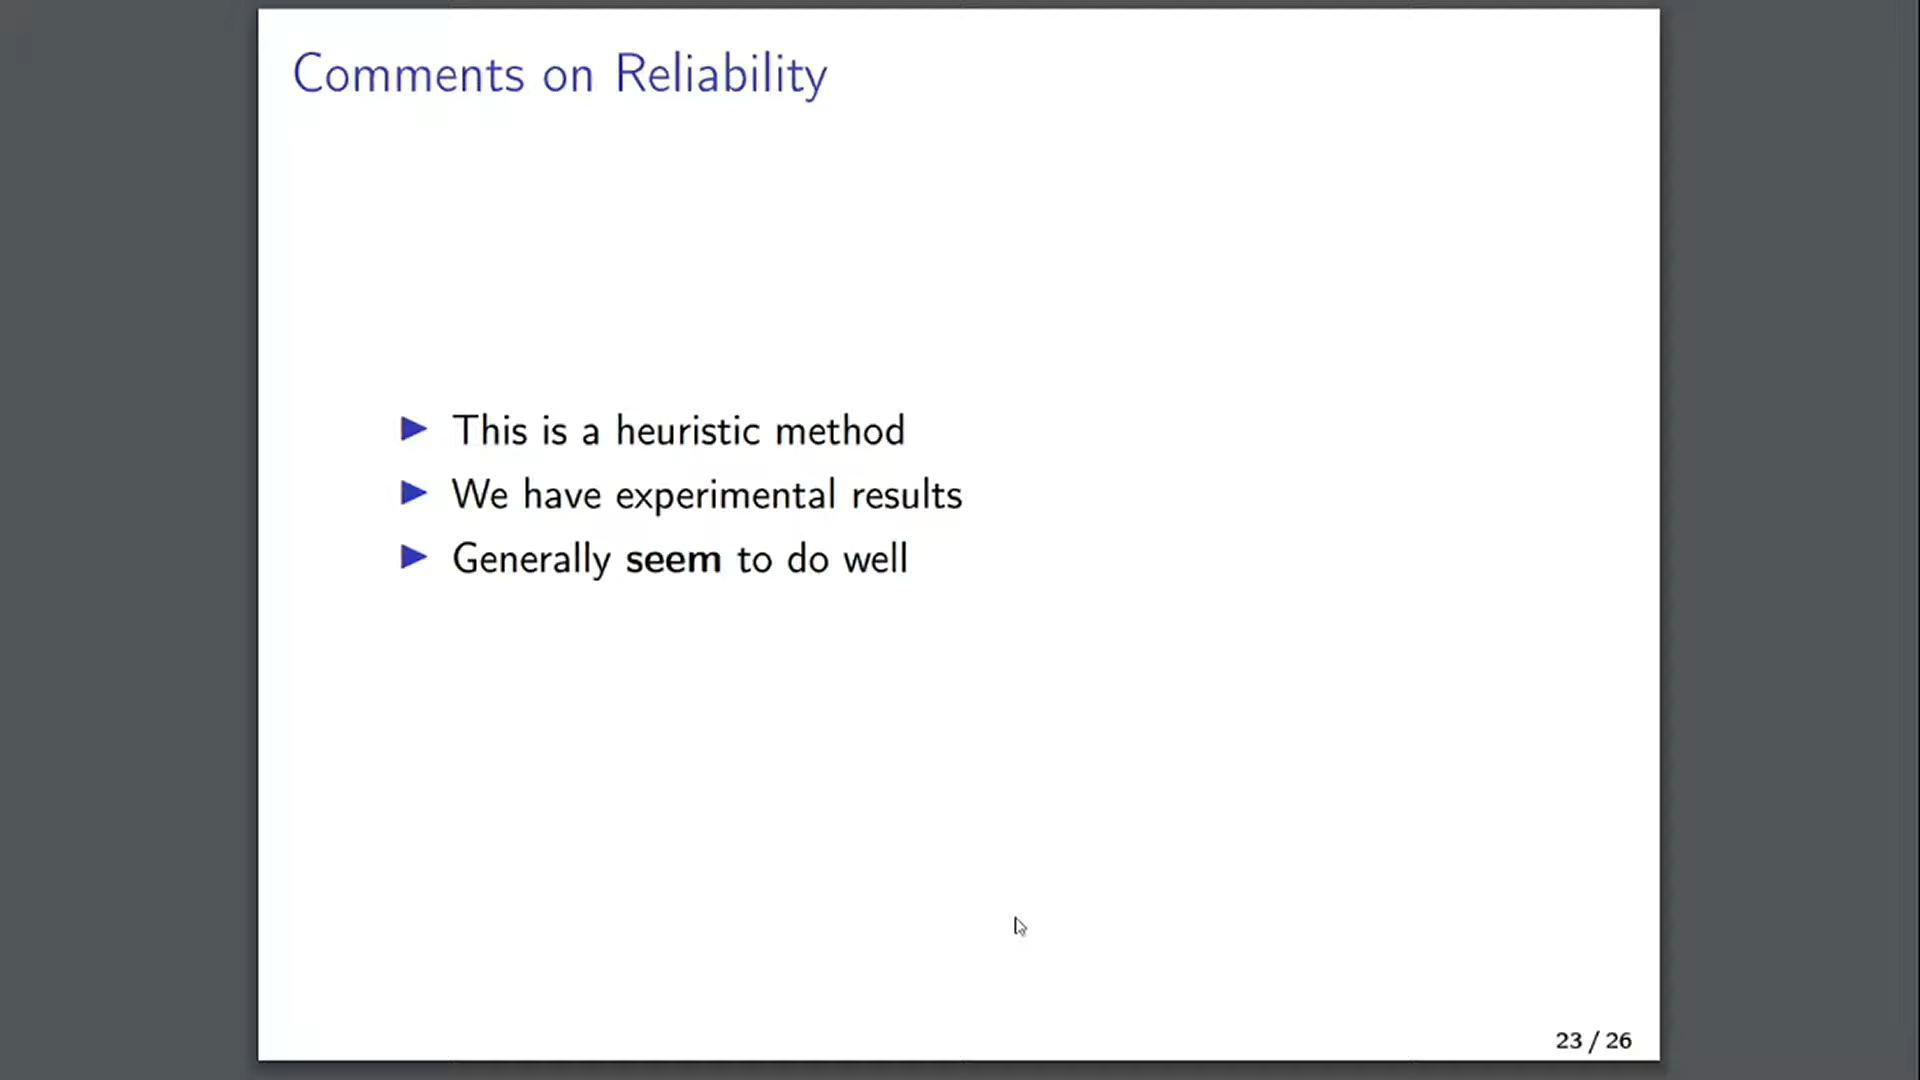 Comments on Reliability
This is a heuristic method
We have experimental results
Generally seem to do well
23 / 26